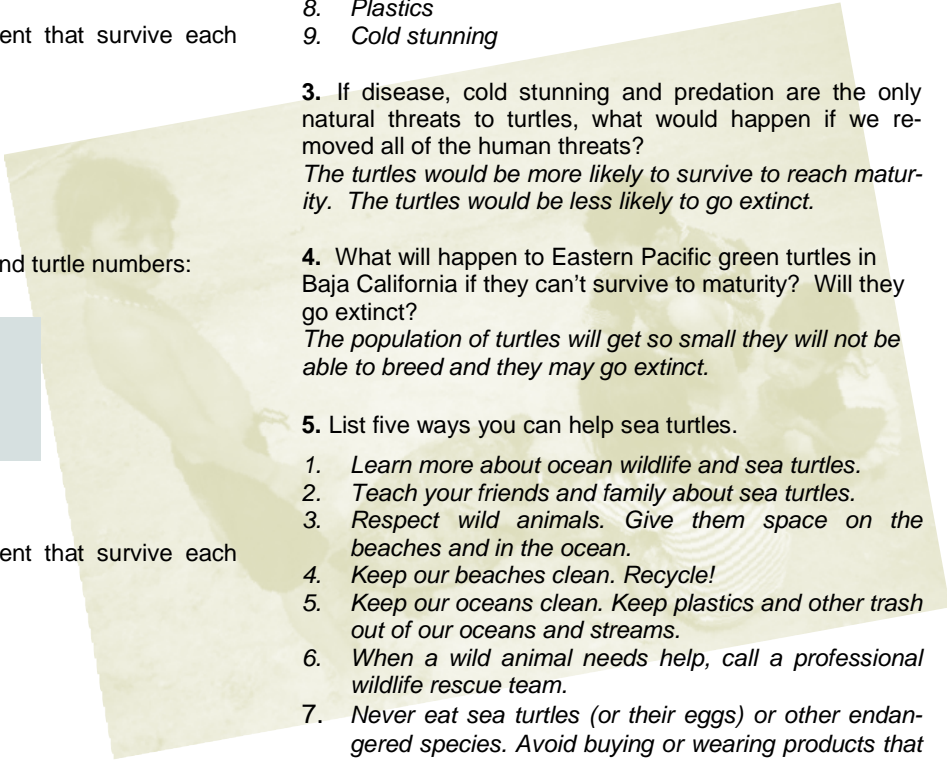 ent that survive each
nd turtle numbers:
ent that survive each
8. Plastics
9. Cold stunning
3. If disease, cold stunning and predation are the only
natural threats to turtles, what would happen if we re-
moved all of the human threats?
The turtles would be more likely to survive to reach matur-
ity. The turtles would be less likely to go extinct.
4. What will happen to Eastern Pacific green turtles in
Baja California if they can’t survive to maturity? Will they
go extinct?
The population of turtles will get so small they will not be
able to breed and they may go extinct.
5. List five ways you can help sea turtles.
1. Learn more about ocean wildlife and sea turtles.
2. Teach your friends and family about sea turtles.
3. Respect wild animals. Give them space on the
beaches and in the ocean.
4. Keep our beaches clean. Recycle!
5. Keep our oceans clean. Keep plastics and other trash
out of our oceans and streams.
6. When a wild animal needs help, call a professional
wildlife rescue team.
7. Never eat sea turtles (or their eggs) or other endan-
gered species. Avoid buying or wearing products that